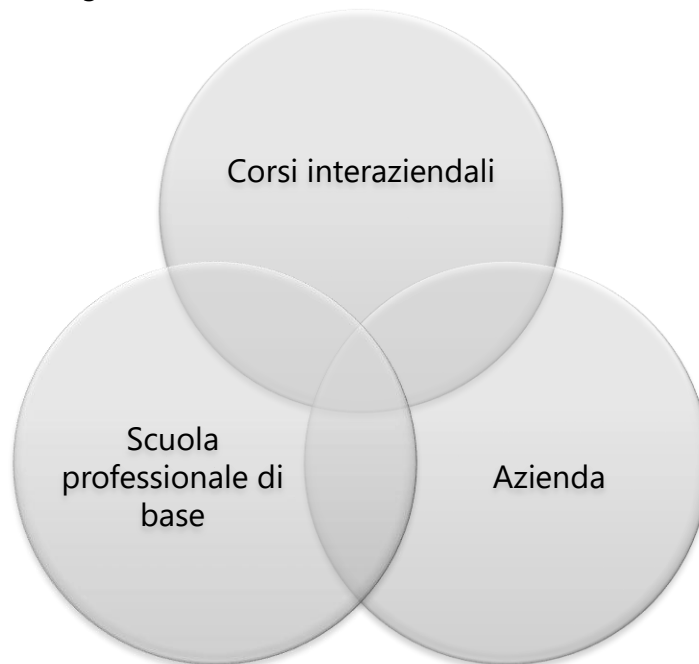 Corsi interaziendali
Scuola
professionale di
base
Azienda